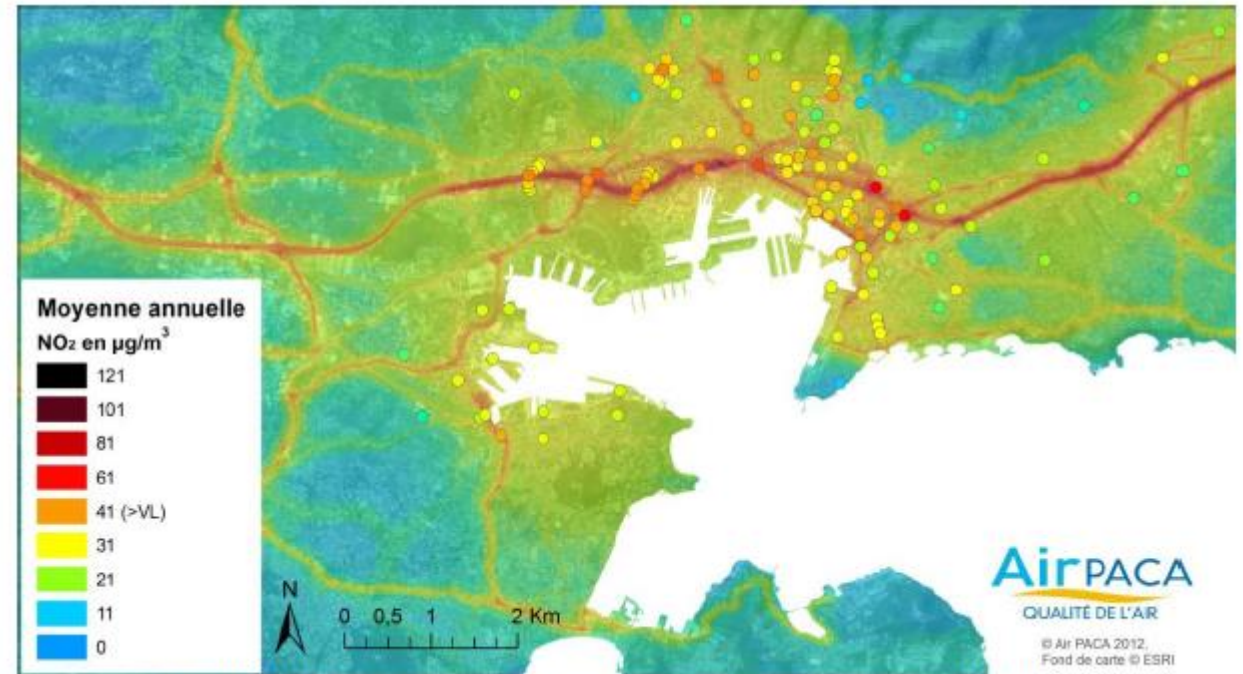 Moyenne annuelle
NO₂ en µg/m³
121
101
81
61
41 (>VL)
31
21
11
0
N
0 0,5 1 2 Km
AirPACA
QUALITÉ DE L'AIR
© Air PACA 2012.
Fond de carte © ESRI